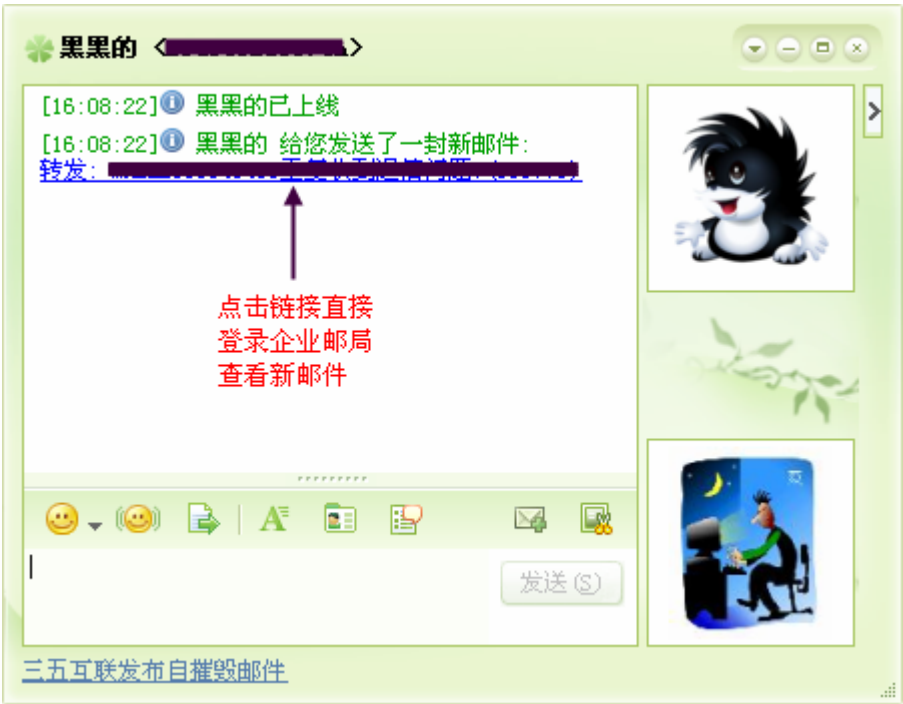 黑黑的 < >
[16:08:22] 黑黑的已上线
[16:08:22] 黑黑的 给您发送了一封新邮件:
转发:
点击链接直接
登录企业邮局
查看新邮件
发送(S)
三五互联发布自摧毁邮件